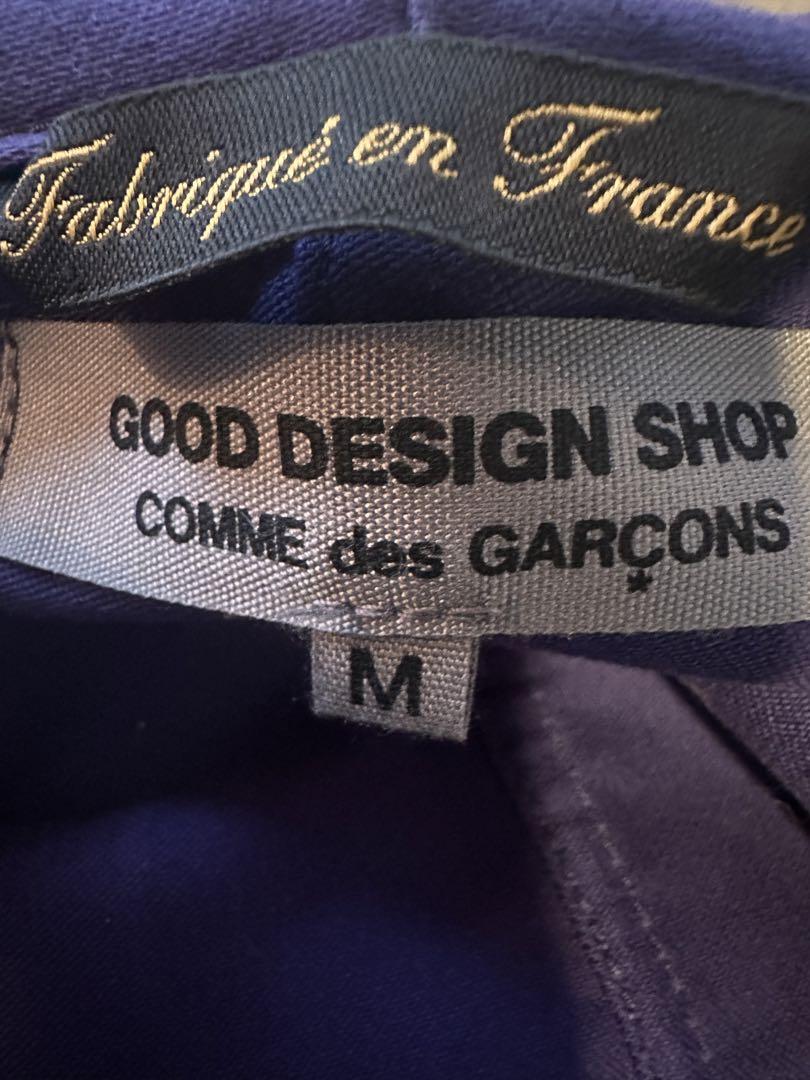 Fabriqué en France
GOOD DESIGN SHOP
COMME des GARÇONS
M